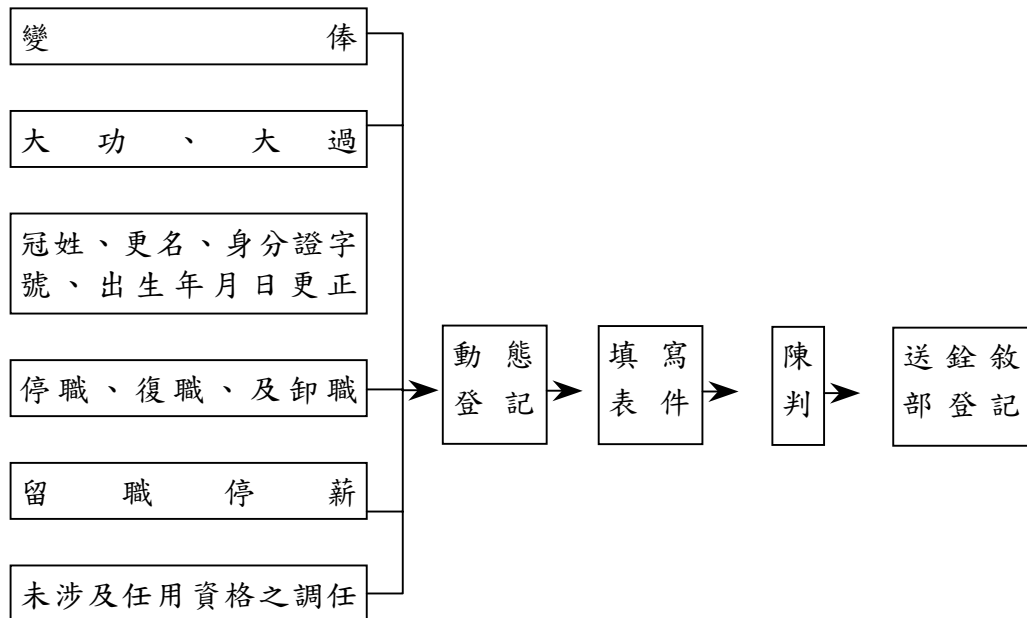 變俸
大功、大過
冠姓、更名、身分證字
號、出生年月日更正
停職、復職、及卸職
留職停薪
未涉及任用資格之調任
動態
登記
填寫
表件
陳
判
送銓敘
部登記